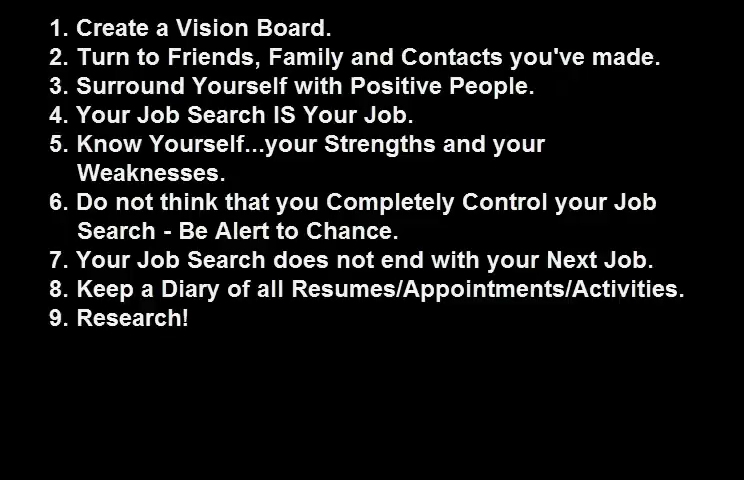 1. Create a Vision Board.
2. Turn to Friends, Family and Contacts you've made.
3. Surround Yourself with Positive People.
4. Your Job Search IS Your Job.
5. Know Yourself...your Strengths and your
Weaknesses.
6. Do not think that you Completely Control your Job
Search - Be Alert to Chance.
7. Your Job Search does not end with your Next Job.
8. Keep a Diary of all Resumes/Appointments/Activities.
9. Research!